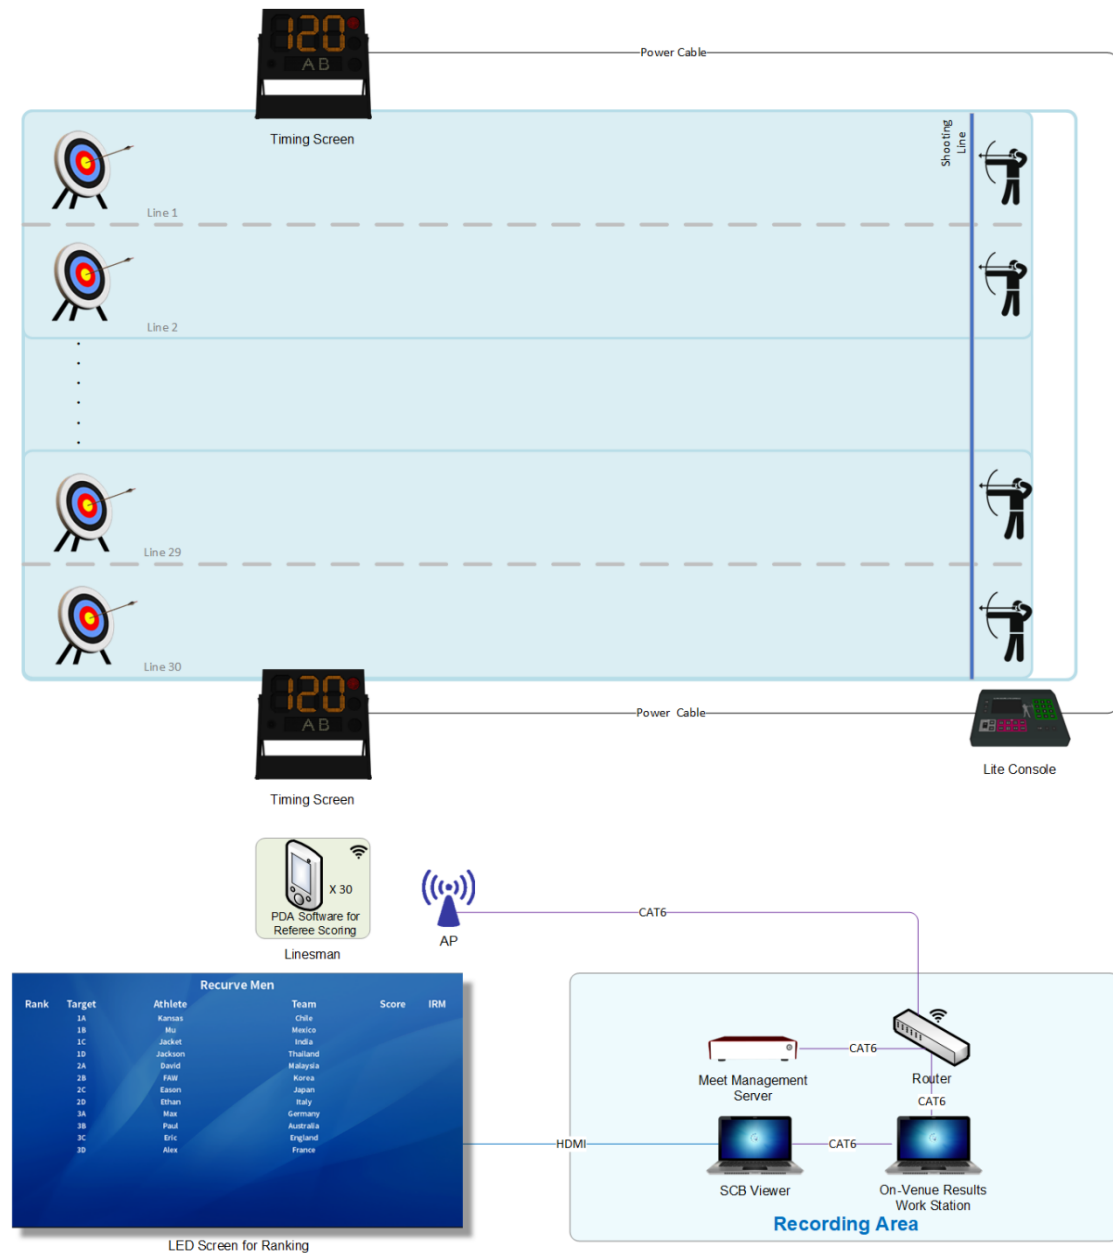 120
AB
Power Cable
Timing Screen
Shooting
Line
Line 1
Line 2
Line 29
Line 30
120
AB
Power Cable
Timing Screen
Lite Console
X 30
PDA Software for
Referee Scoring
Linesman
AP
CAT6
Recurve Men
Rank Target Athlete Team Score IRM
1A Kansas Chile
1B Mu Mexico
1C Jacket India
1D Jackson Thailand
2A David Malaysia
2B FAW Korea
2C Eason Japan
2D Ethan Italy
3A Max Germany
3B Paul Australia
3C Eric England
3D Alex France
LED Screen for Ranking
HDMI
Meet Management
Server
CAT6
Router
CAT6
SCB Viewer
CAT6
On-Venue Results
Work Station
Recording Area